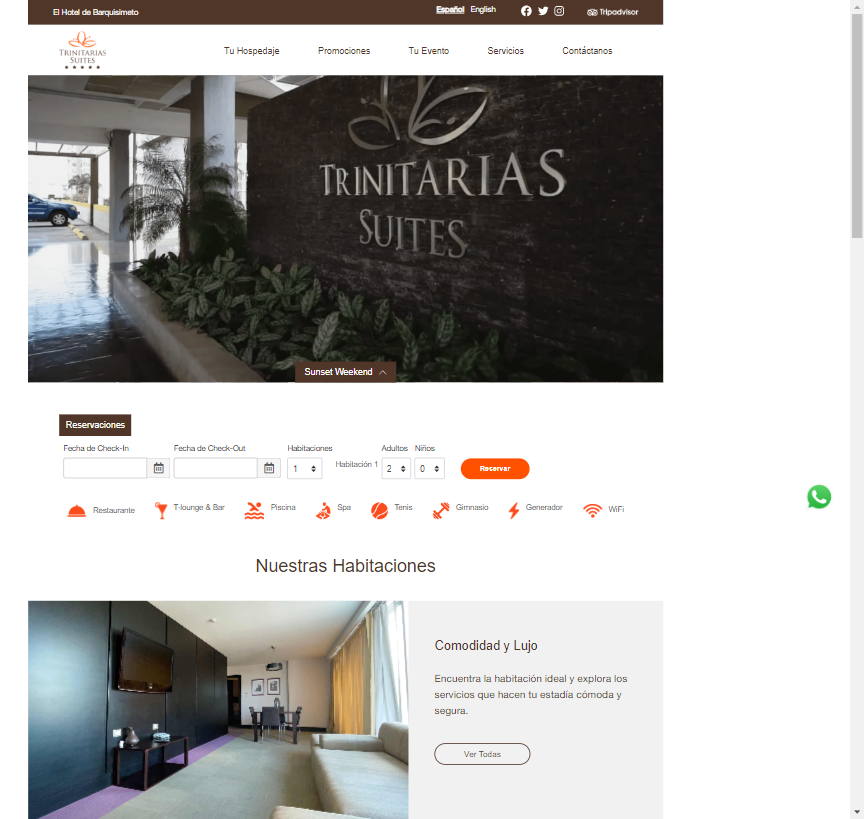 El Hotel de Barquisimeto
Español English
Tripadvisor
TRINITARIAS
SUITES
Tu Hospedaje Promociones Tu Evento Servicios Contáctanos
TRINITARIAS
SUITES
Sunset Weekend
Reservaciones
Fecha de Check-In Fecha de Check-Out Habitaciones Adultos Niños
1 Habitación 1 2 0 Reservar
Restaurante T-lounge & Bar Piscina Spa Tenis Gimnasio Generador WiFi
Nuestras Habitaciones
Comodidad y Lujo
Encuentra la habitación ideal y explora los
servicios que hacen tu estadía cómoda y
segura.
Ver Todas